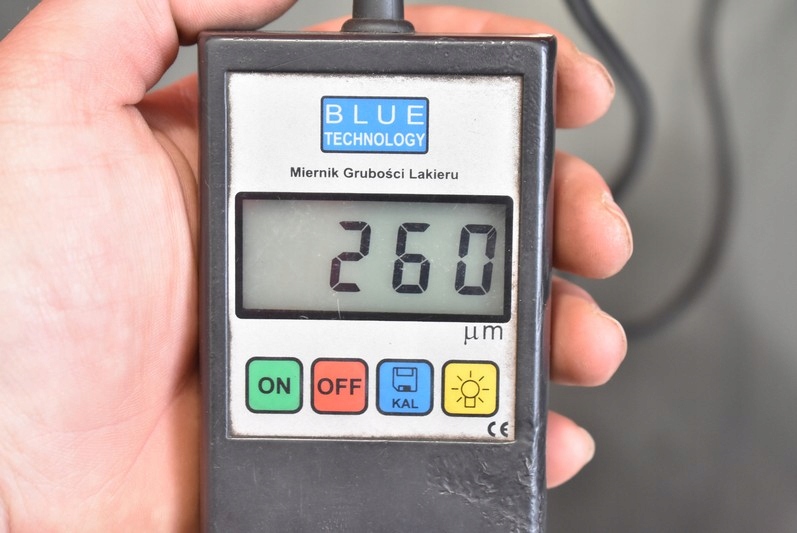 BLUE
TECHNOLOGY
Miernik Grubości Lakieru
260
µm
ON OFF KAL
CE